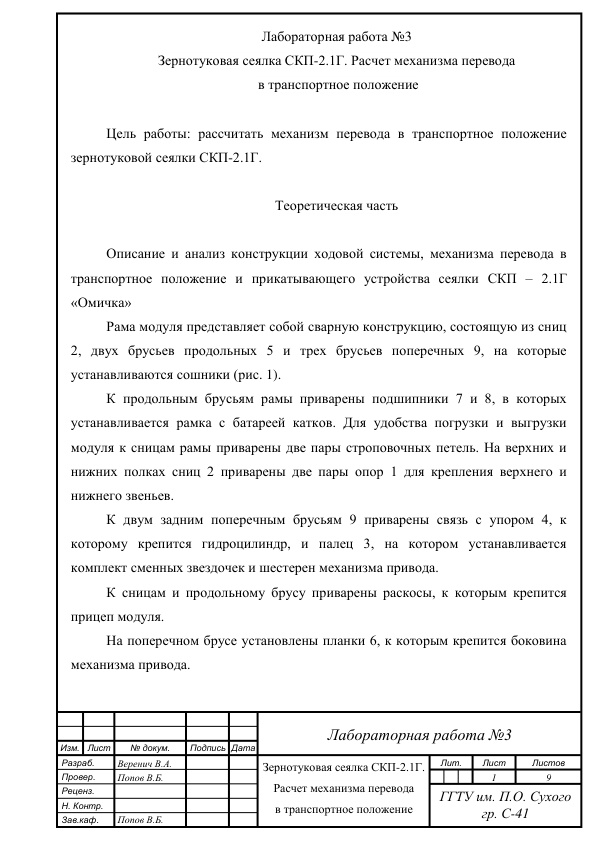 Лабораторная работа №3
Зернотуковая сеялка СКП-2.1Г. Расчет механизма перевода
в транспортное положение
Цель работы: рассчитать механизм перевода в транспортное положение
зернотуковой сеялки СКП-2.1Г.
Теоретическая часть
Описание и анализ конструкции ходовой системы, механизма перевода в
транспортное положение и прикатывающего устройства сеялки СКП – 2.1Г
«Омичка»
Рама модуля представляет собой сварную конструкцию, состоящую из сниц
2, двух брусьев продольных 5 и трех брусьев поперечных 9, на которые
устанавливаются сошники (рис. 1).
К продольным брусьям рамы приварены подшипники 7 и 8, в которых
устанавливается рамка с батареей катков. Для удобства погрузки и выгрузки
модуля к сницам рамы приварены две пары строповочных петель. На верхних и
нижних полках сниц 2 приварены две пары опор 1 для крепления верхнего и
нижнего звеньев.
К двум задним поперечным брусьям 9 приварены связь с упором 4, к
которому крепится гидроцилиндр, и палец 3, на котором устанавливается
комплект сменных звездочек и шестерен механизма привода.
К сницам и продольному брусу приварены раскосы, к которым крепится
прицеп модуля.
На поперечном брусе установлены планки 6, к которым крепится боковина
механизма привода.
Лабораторная работа №3
Изм. Лист № докум. Подпись Дата
Разраб. Веренич В.А.
Провер. Попов В.Б.
Реценз.
Н. Контр.
Зав.каф. Попов В.Б.
Зернотуковая сеялка СКП-2.1Г.
Расчет механизма перевода
в транспортное положение
Лит. Лист Листов
1 9
ГГТУ им. П.О. Сухого
гр. С-41